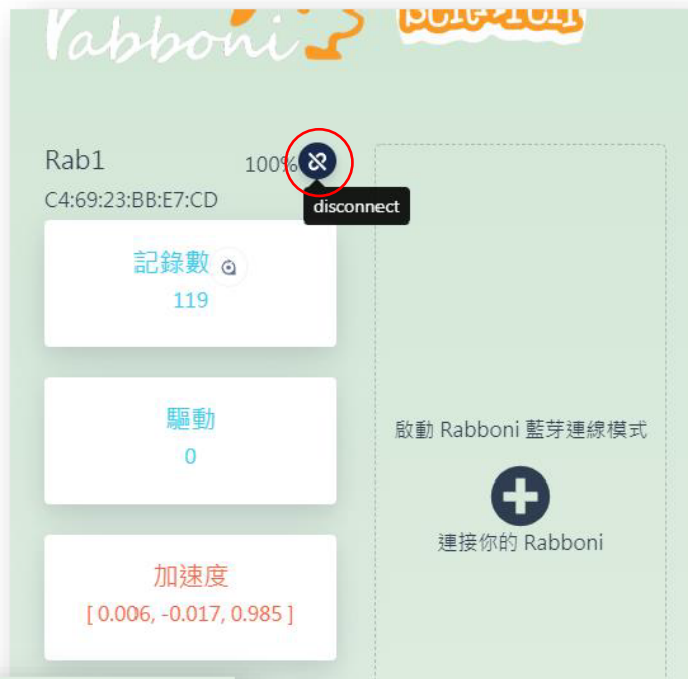 rabboni
Rab1
100%
C4:69:23:BB:E7:CD
disconnect
記錄數
119
驅動
0
加速度
[ 0.006, -0.017, 0.985 ]
啟動 Rabboni 藍芽連線模式
連接你的 Rabboni